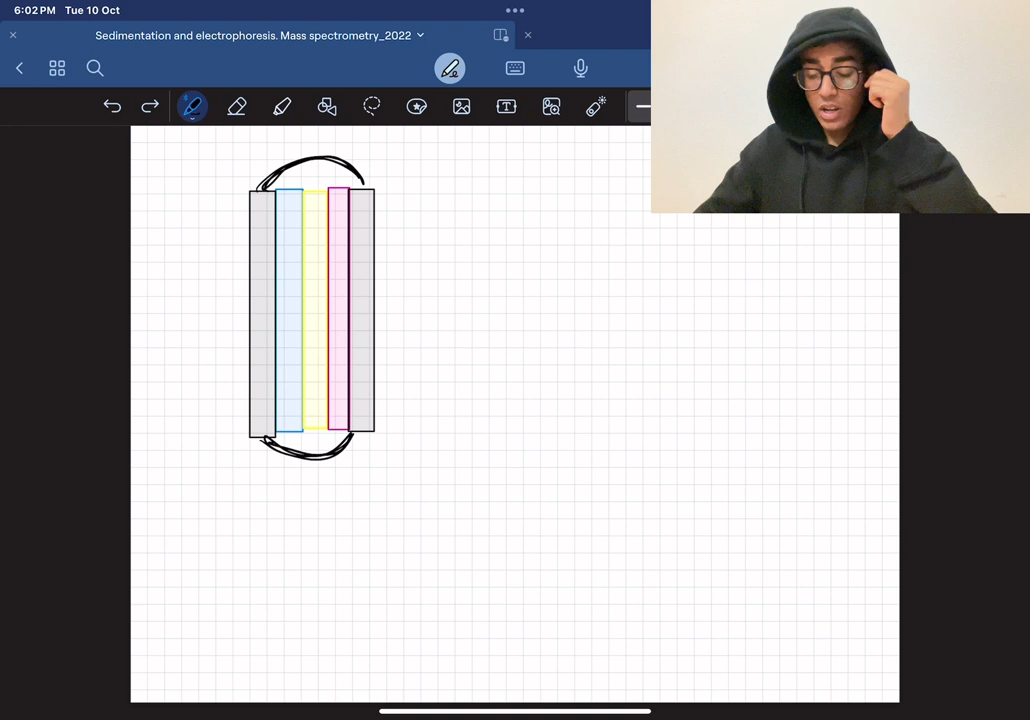 6:02 PM Tue 10 Oct
Sedimentation and electrophoresis. Mass spectrometry_2022
T